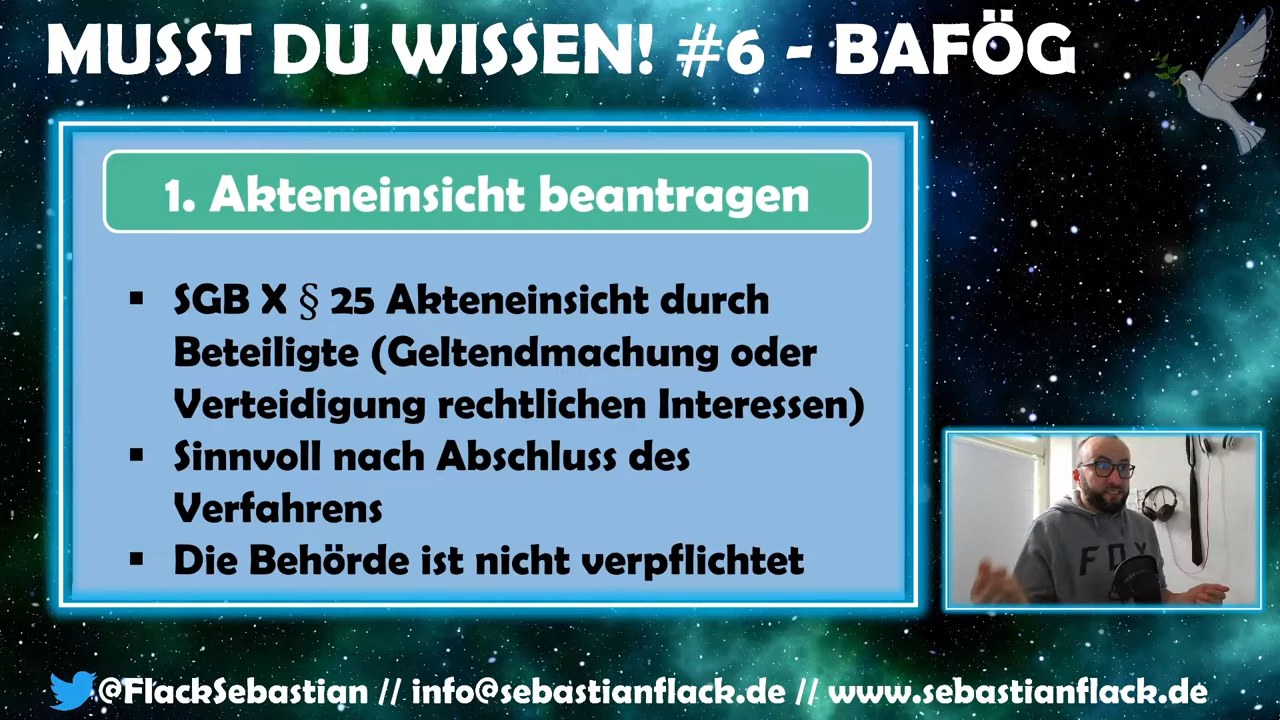 MUSST DU WISSEN! #6 - BAFÖG
1. Akteneinsicht beantragen
▪ SGB X § 25 Akteneinsicht durch
Beteiligte (Geltendmachung oder
Verteidigung rechtlichen Interessen)
▪ Sinnvoll nach Abschluss des
Verfahrens
▪ Die Behörde ist nicht verpflichtet
FOX
@FlackSebastian // info@sebastianflack.de // www.sebastianflack.de